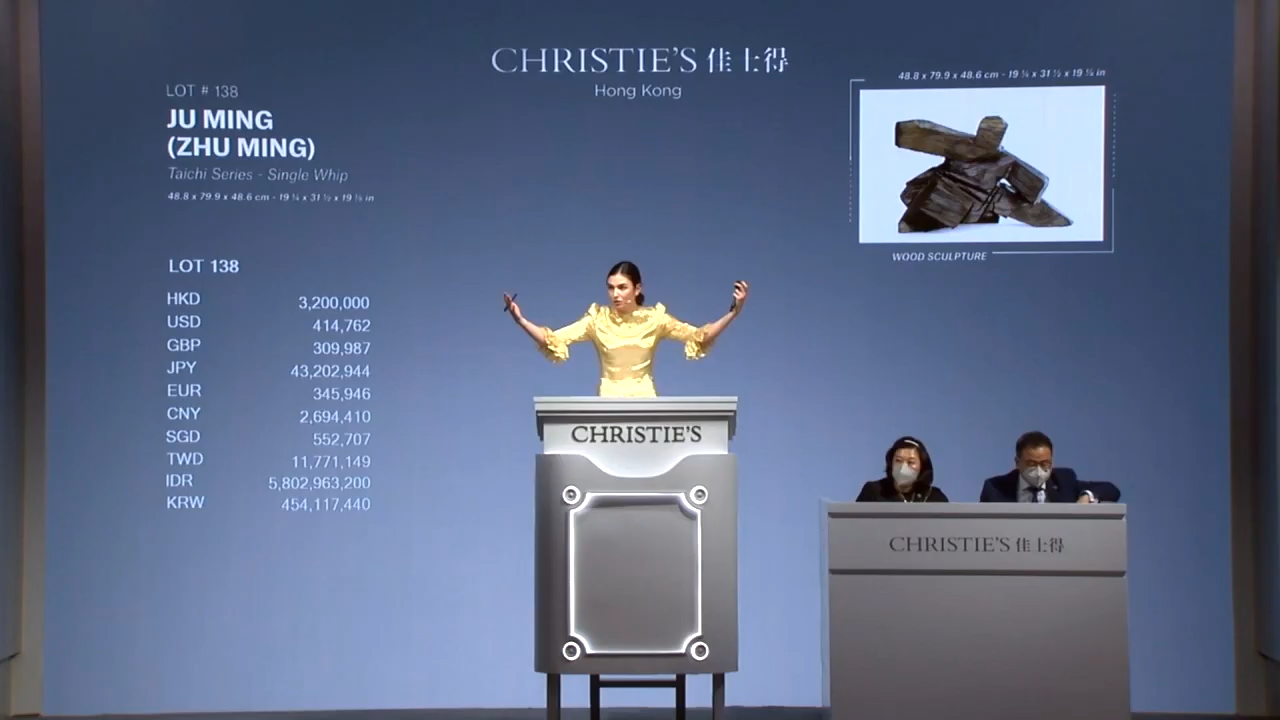 CHRISTIE'S 佳士得
Hong Kong
LOT # 138
JU MING
(ZHU MING)
Taichi Series - Single Whip
48.8 x 79.9 x 48.6 cm - 19 ¼ x 31 ½ x 19 ⅛ in
48.8 x 79.9 x 48.6 cm - 19 ¼ x 31 ½ x 19 ⅛ in
WOOD SCULPTURE
LOT 138
HKD 3,200,000
USD 414,762
GBP 309,987
JPY 43,202,944
EUR 345,946
CNY 2,694,410
SGD 552,707
TWD 11,771,149
IDR 5,802,963,200
KRW 454,117,440
CHRISTIE'S
CHRISTIE'S 佳士得